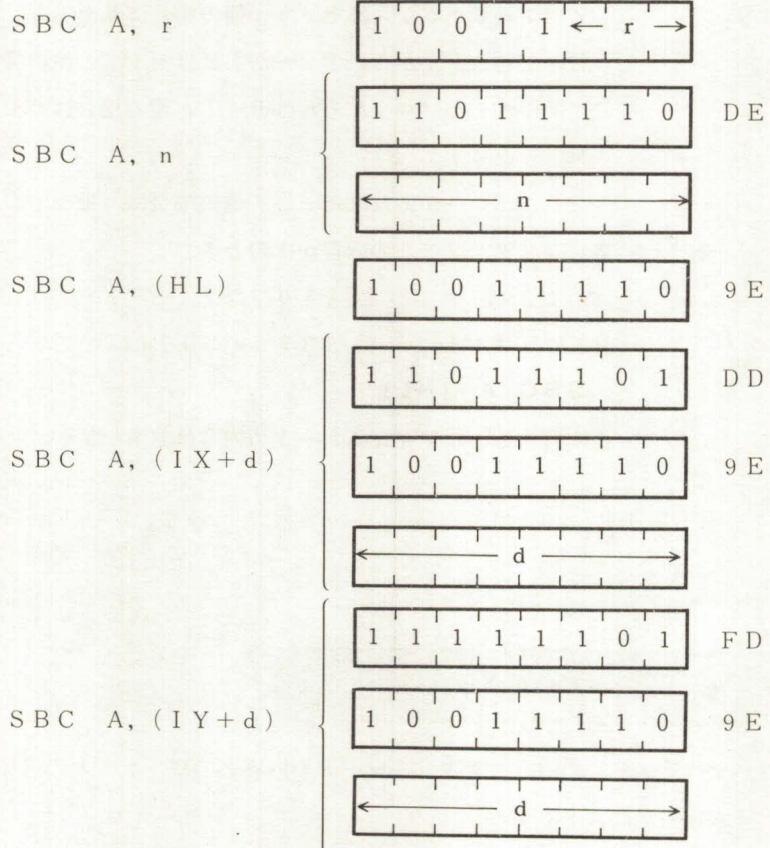 SBC A, r 1 0 0 1 1 ← r →
1 1 0 1 1 1 1 0 DE
SBC A, n
← n →
SBC A, (HL) 1 0 0 1 1 1 1 0 9E
1 1 0 1 1 1 0 1 DD
SBC A, (IX+d) 1 0 0 1 1 1 1 0 9E
← d →
1 1 1 1 1 1 0 1 FD
SBC A, (IY+d) 1 0 0 1 1 1 1 0 9E
← d →